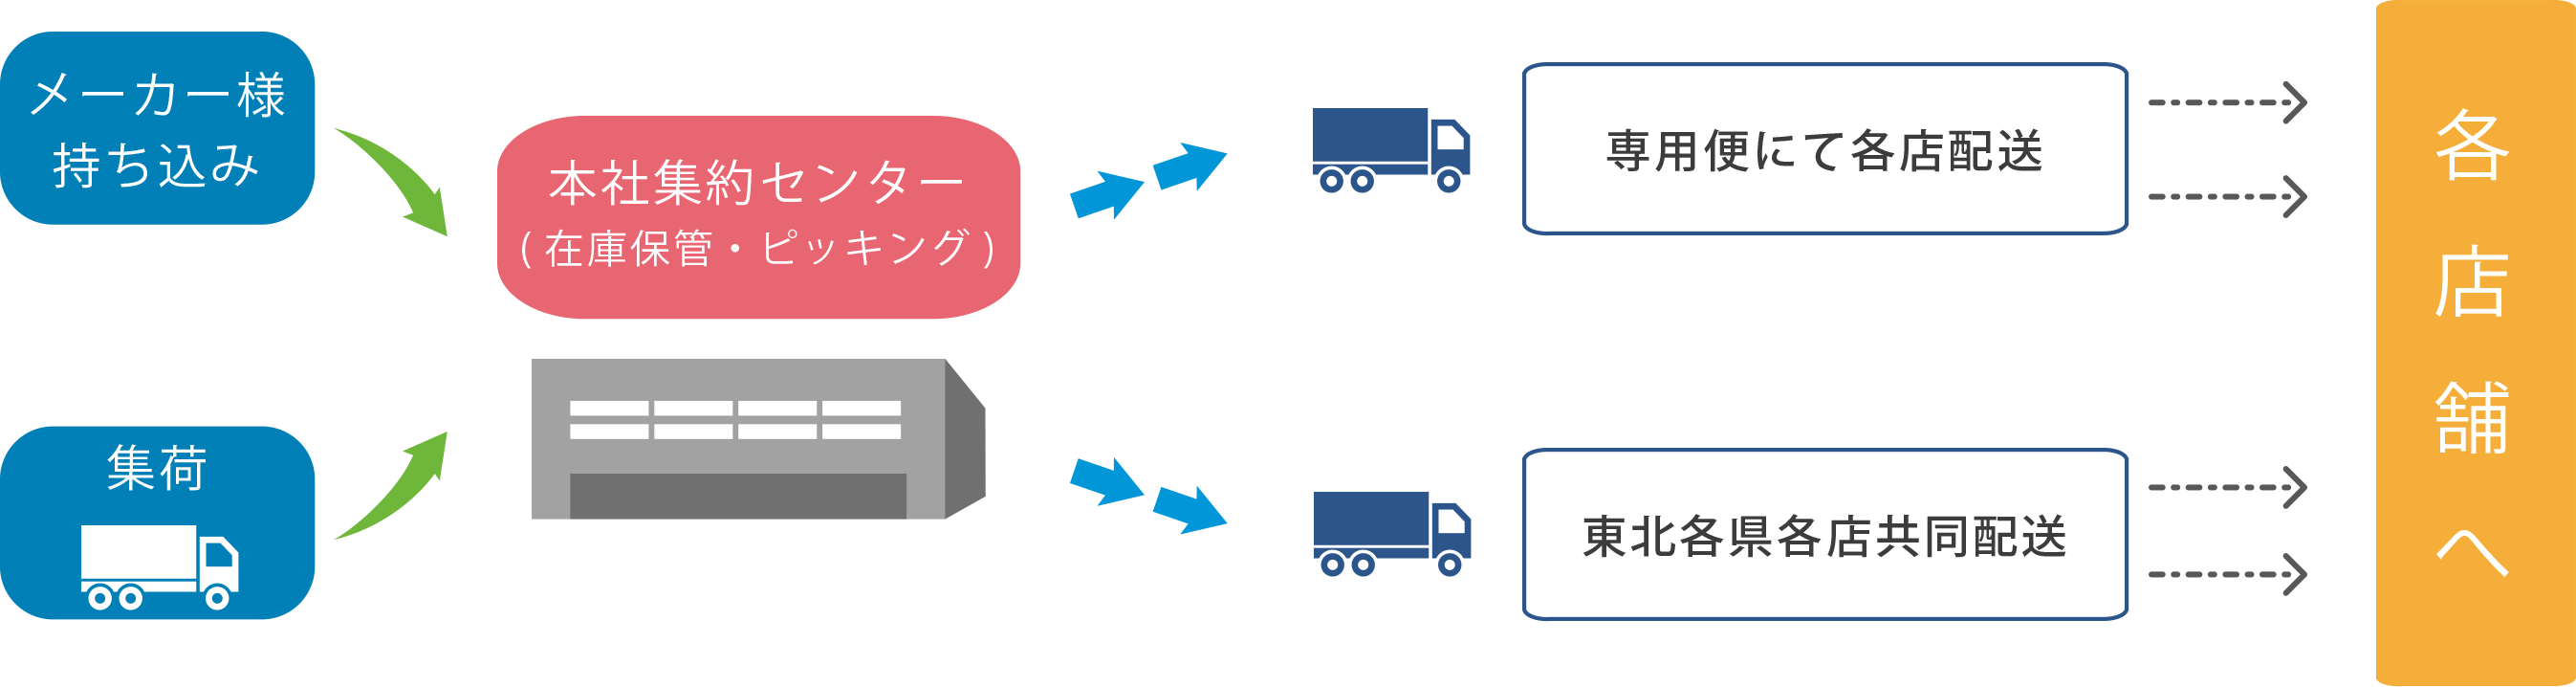 メーカー様
持ち込み
集荷
本社集約センター
(在庫保管・ピッキング)
専用便にて各店配送
東北各県各店共同配送
各店舗へ